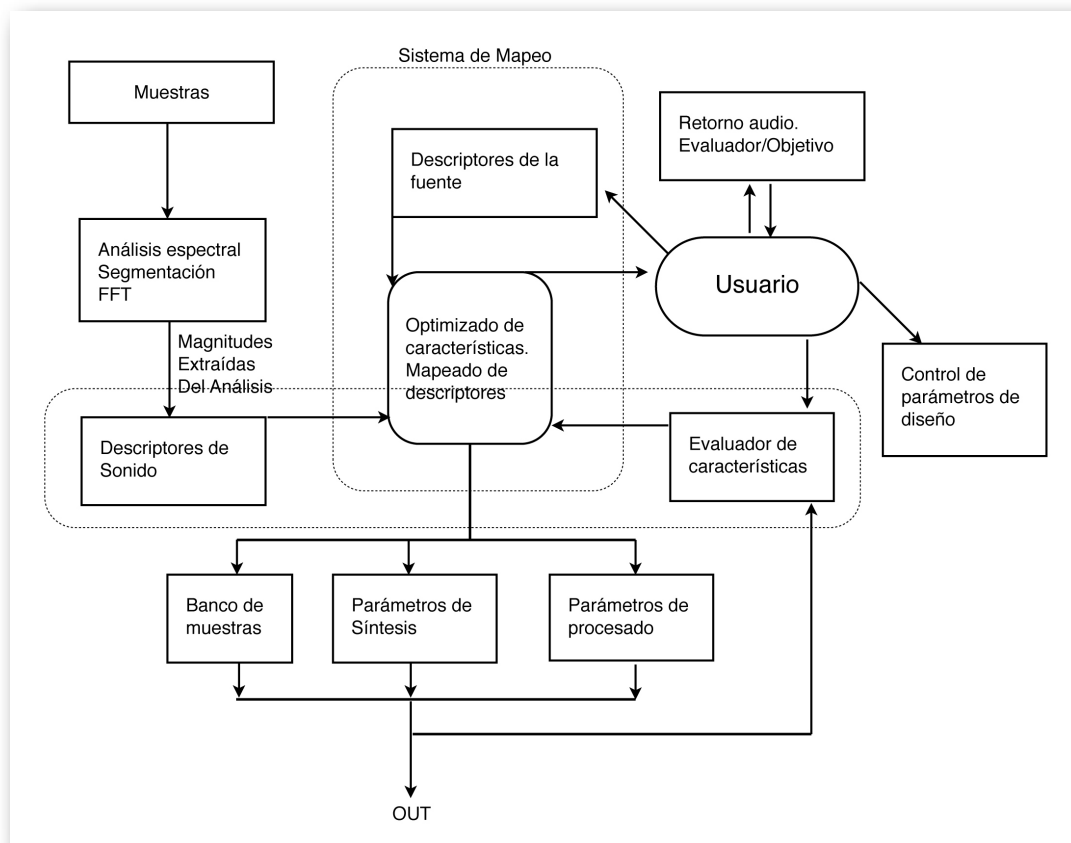 Sistema de Mapeo
Muestras
Retorno audio.
Evaluador/Objetivo
Descriptores de la
fuente
Análisis espectral
Segmentación
FFT
Usuario
Magnitudes
Extraídas
Del Análisis
Optimizado de
características.
Mapeado de
descriptores
Control de
parámetros de
diseño
Descriptores de
Sonido
Evaluador de
características
Banco de
muestras
Parámetros de
Síntesis
Parámetros de
procesado
OUT